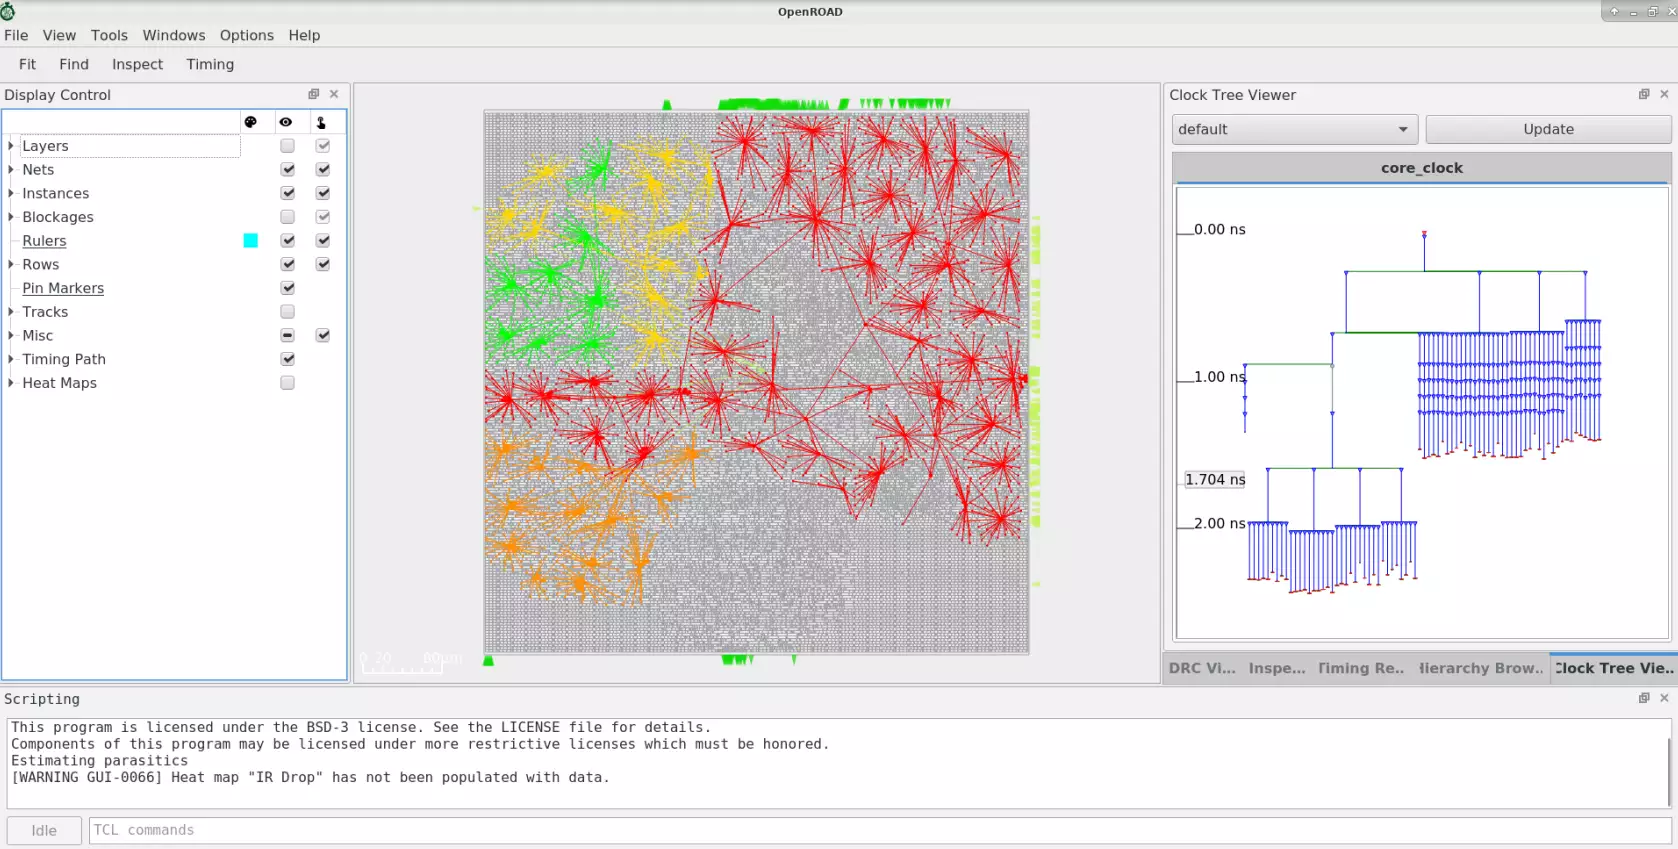 OpenROAD
File View Tools Windows Options Help
Fit Find Inspect Timing
Display Control
Layers
Nets
Instances
Blockages
Rulers
Rows
Pin Markers
Tracks
Misc
Timing Path
Heat Maps
0 20 80μm
Clock Tree Viewer
default Update
core_clock
0.00 ns
1.00 ns
1.704 ns
2.00 ns
DRC Vi... Inspe... Timing Re.. Hierarchy Brow.. Clock Tree Vie..
Scripting
This program is licensed under the BSD-3 license. See the LICENSE file for details.
Components of this program may be licensed under more restrictive licenses which must be honored.
Estimating parasitics
[WARNING GUI-0066] Heat map "IR Drop" has not been populated with data.
Idle TCL commands